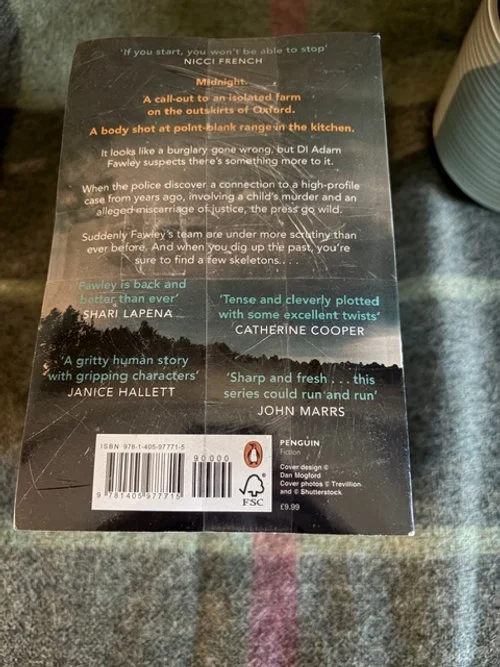 'If you start, you won't be able to stop'
NICCI FRENCH
Midnight.
A call-out to an isolated farm
on the outskirts of Oxford.
A body shot at point-blank range in the kitchen.
It looks like a burglary gone wrong, but DI Adam
Fawley suspects there's something more to it.
When the police discover a connection to a high-profile
case from years ago, involving a child's murder and an
alleged miscarriage of justice, the press go wild.
Suddenly Fawley's team are under more scrutiny than
ever before. And when you dig up the past, you're
sure to find a few skeletons. . . .
'Fawley is back and
better than ever'
SHARI LAPENA
'Tense and cleverly plotted
with some excellent twists'
CATHERINE COOPER
'A gritty human story
with gripping characters'
JANICE HALLETT
'Sharp and fresh . . . this
series could run and run'
JOHN MARRS
ISBN 978-1-405-97771-5
90000
9 781405 977715
FSC
PENGUIN
Fiction
Cover design ©
Dan Mogford
Cover photos © Trevillion
and © Shutterstock
£9.99